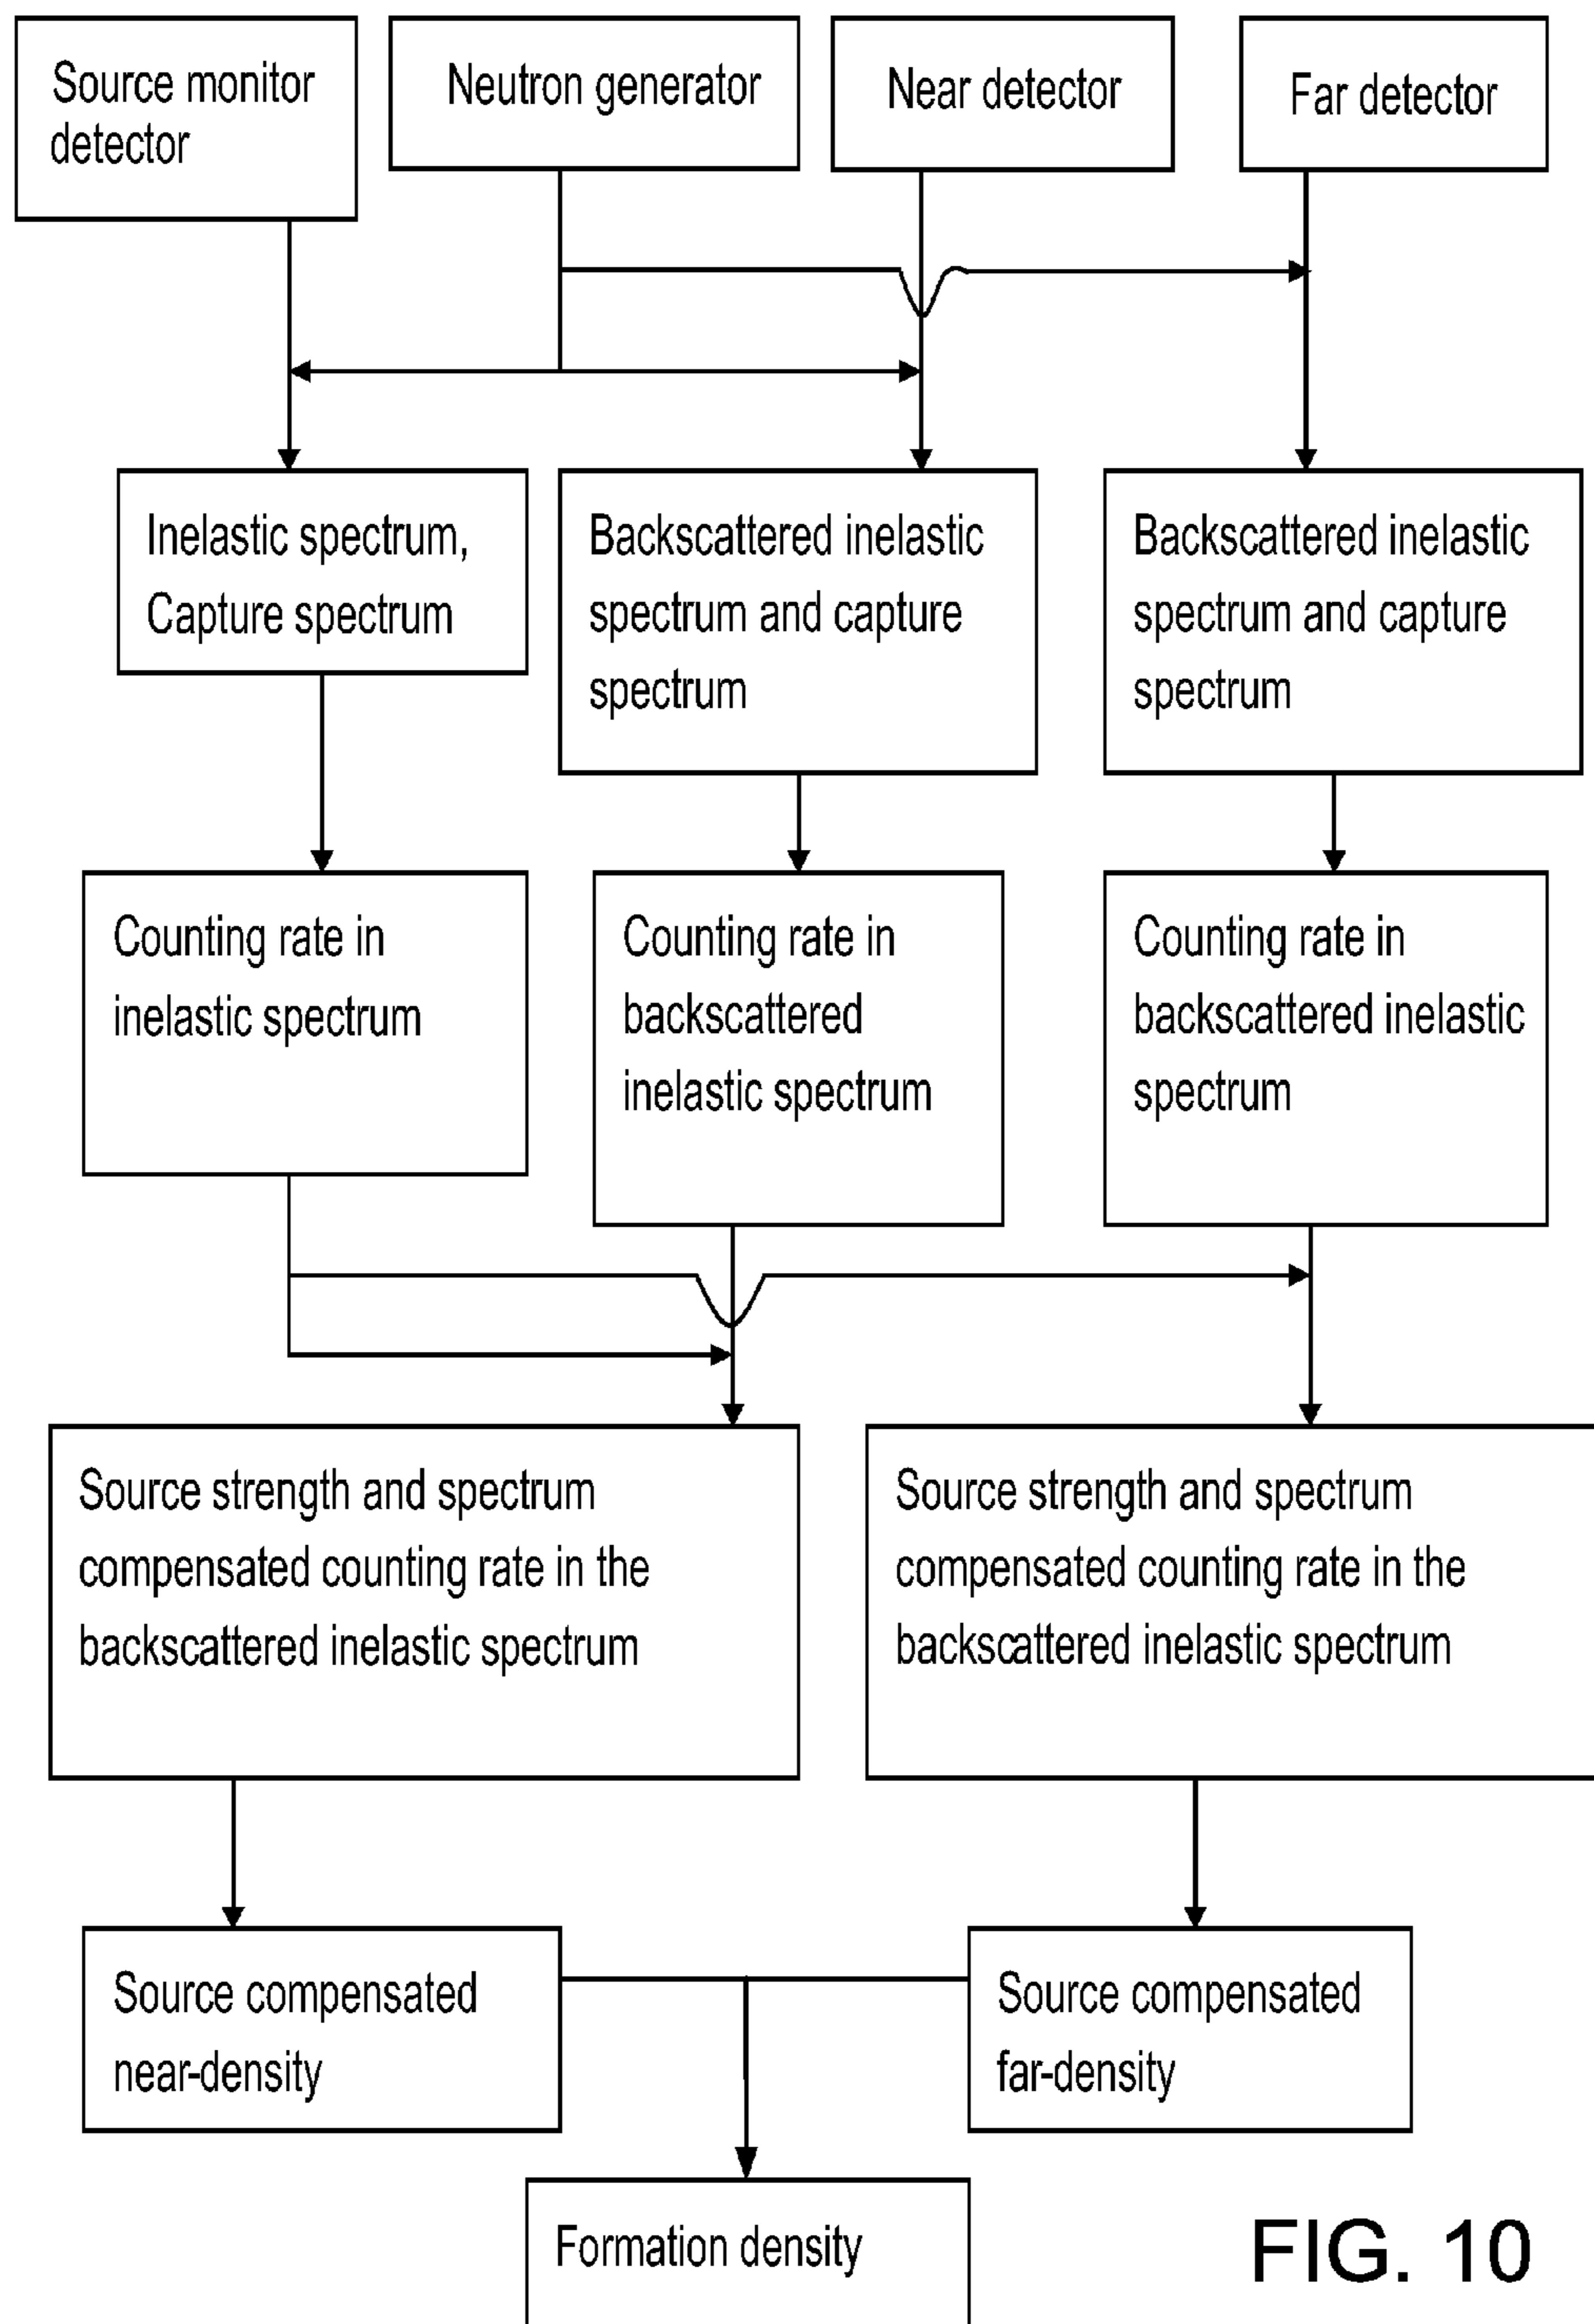 Source monitor
detector
Neutron generator
Near detector
Far detector
Inelastic spectrum,
Capture spectrum
Backscattered inelastic
spectrum and capture
spectrum
Backscattered inelastic
spectrum and capture
spectrum
Counting rate in
inelastic spectrum
Counting rate in
backscattered
inelastic spectrum
Counting rate in
backscattered inelastic
spectrum
Source strength and spectrum
compensated counting rate in the
backscattered inelastic spectrum
Source strength and spectrum
compensated counting rate in the
backscattered inelastic spectrum
Source compensated
near-density
Source compensated
far-density
Formation density
FIG. 10